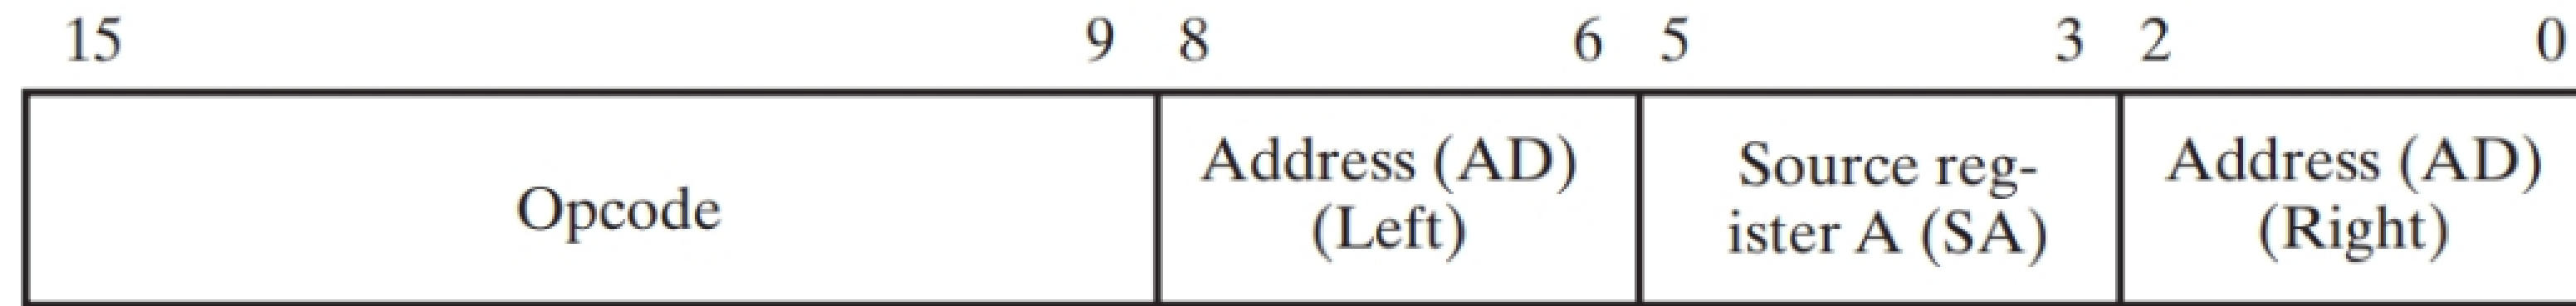 15 9 8 6 5 3 2 0
Opcode
Address (AD)
(Left)
Source reg-
ister A (SA)
Address (AD)
(Right)